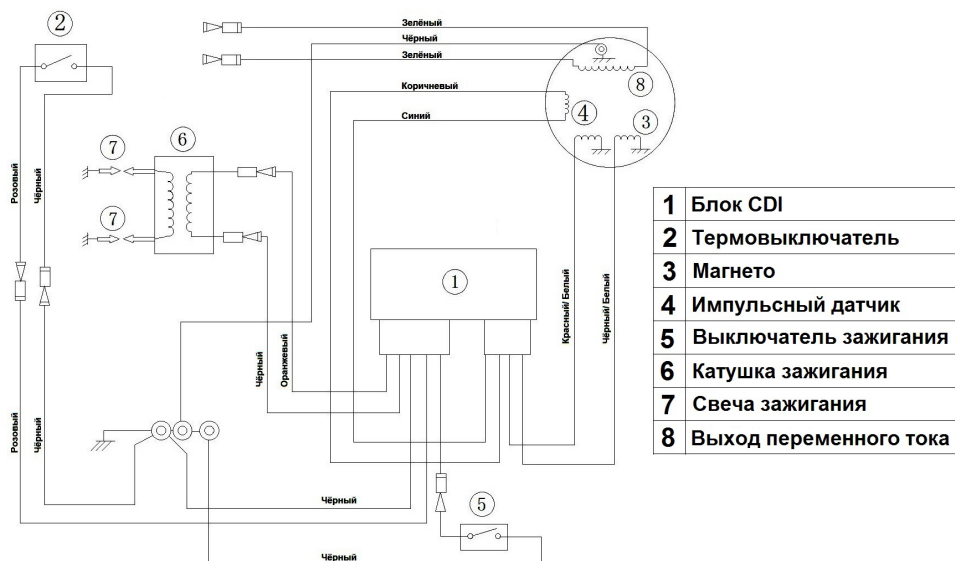 2
Зелёный
Чёрный
Зелёный
8
Коричневый
4
3
Синий
7
6
Розовый
Чёрный
7
1
Красный/ Белый
Чёрный/ Белый
Чёрный
Оранжевый
Розовый
Чёрный
Чёрный
5
Чёрный
1 Блок CDI
2 Термовыключатель
3 Магнето
4 Импульсный датчик
5 Выключатель зажигания
6 Катушка зажигания
7 Свеча зажигания
8 Выход переменного тока